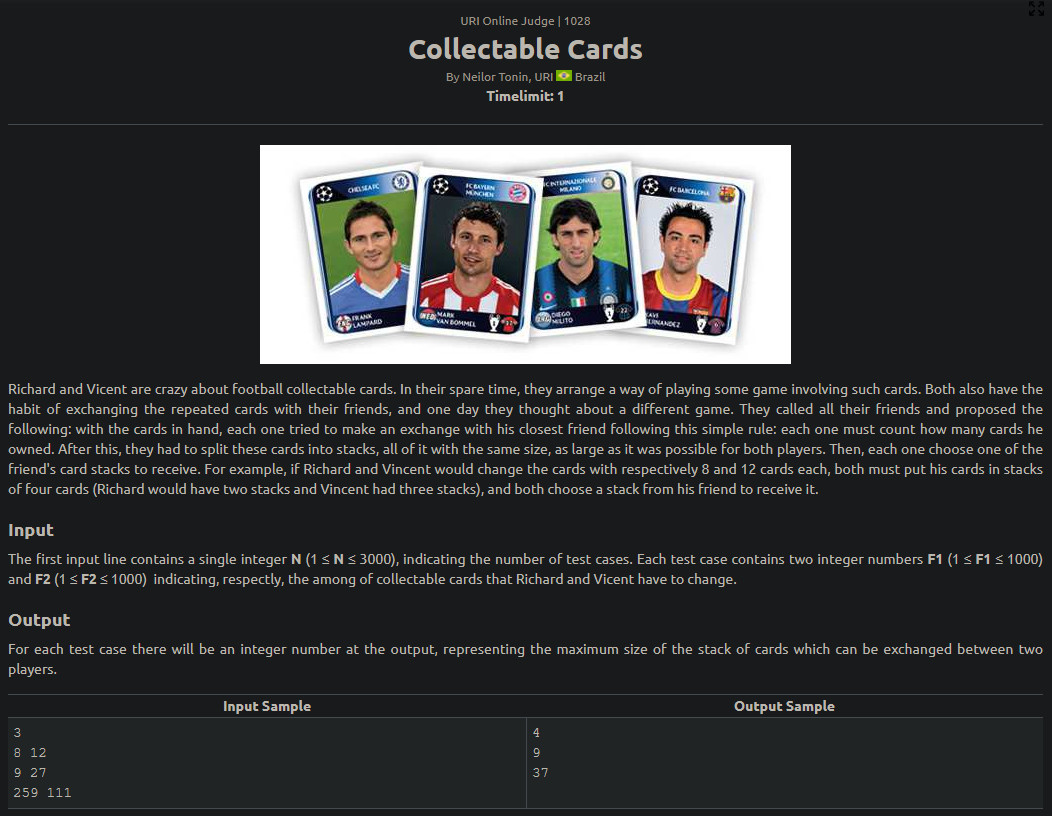 URI Online Judge | 1028
Collectable Cards
By Neilor Tonin, URI Brazil
Timelimit: 1
CHELSEA FC
FC BAYERN
MÜNCHEN
FC INTERNAZIONALE
MILANO
FC BARCELONA
FRANK
LAMPARD
MARK
VAN BOMMEL
DIEGO
MILITO
Richard and Vicent are crazy about football collectable cards. In their spare time, they arrange a way of playing some game involving such cards. Both also have the
habit of exchanging the repeated cards with their friends, and one day they thought about a different game. They called all their friends and proposed the
following: with the cards in hand, each one tried to make an exchange with his closest friend following this simple rule: each one must count how many cards he
owned. After this, they had to split these cards into stacks, all of it with the same size, as large as it was possible for both players. Then, each one choose one of the
friend's card stacks to receive. For example, if Richard and Vincent would change the cards with respectively 8 and 12 cards each, both must put his cards in stacks
of four cards (Richard would have two stacks and Vincent had three stacks), and both choose a stack from his friend to receive it.
Input
The first input line contains a single integer N (1 ≤ N ≤ 3000), indicating the number of test cases. Each test case contains two integer numbers F1 (1 ≤ F1 ≤ 1000)
and F2 (1 ≤ F2 ≤ 1000) indicating, respectly, the among of collectable cards that Richard and Vicent have to change.
Output
For each test case there will be an integer number at the output, representing the maximum size of the stack of cards which can be exchanged between two
players.
Input Sample Output Sample
3 4
8 12 9
9 27 37
259 111